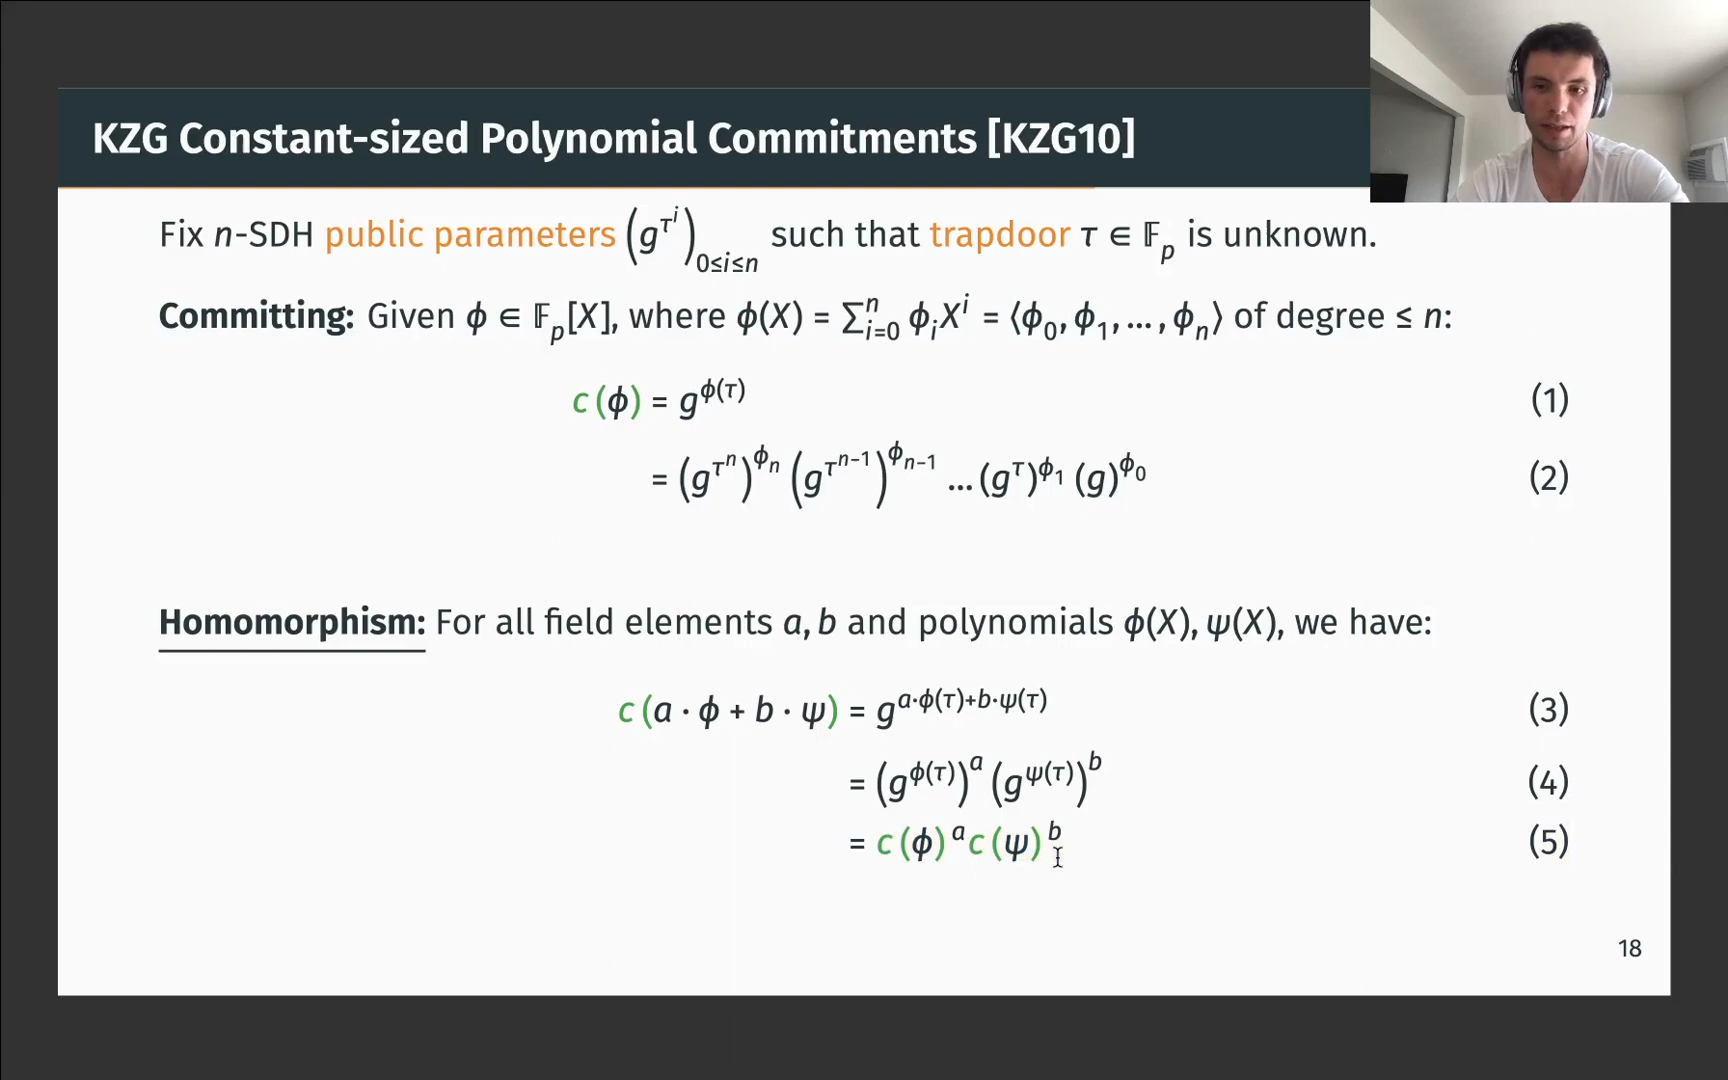 KZG Constant-sized Polynomial Commitments [KZG10]
Fix n-SDH public parameters (g^{τ^i})_{0≤i≤n} such that trapdoor τ ∈ 𝔽_p is unknown.
Committing: Given ϕ ∈ 𝔽_p[X], where ϕ(X) = ∑_{i=0}^{n} ϕ_i X^i = ⟨ϕ_0, ϕ_1, ..., ϕ_n⟩ of degree ≤ n:
c(ϕ) = g^{ϕ(τ)} (1)
= (g^{τ^n})^{ϕ_n} (g^{τ^{n−1}})^{ϕ_{n−1}} ... (g^τ)^{ϕ_1} (g)^{ϕ_0} (2)
Homomorphism: For all field elements a, b and polynomials ϕ(X), ψ(X), we have:
c(a · ϕ + b · ψ) = g^{a·ϕ(τ)+b·ψ(τ)} (3)
= (g^{ϕ(τ)})^a (g^{ψ(τ)})^b (4)
= c(ϕ)^a c(ψ)^b (5)
18